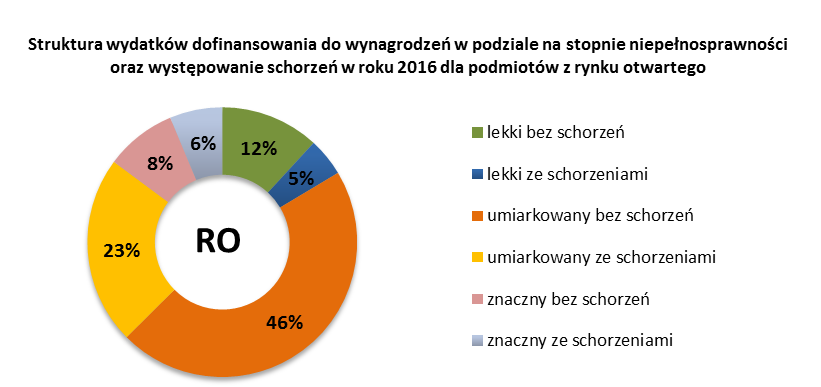 Struktura wydatków dofinansowania do wynagrodzeń w podziale na stopnie niepełnosprawności
oraz występowanie schorzeń w roku 2016 dla podmiotów z rynku otwartego
6%
12%
8%
5%
23%
RO
46%
lekki bez schorzeń
lekki ze schorzeniami
umiarkowany bez schorzeń
umiarkowany ze schorzeniami
znaczny bez schorzeń
znaczny ze schorzeniami